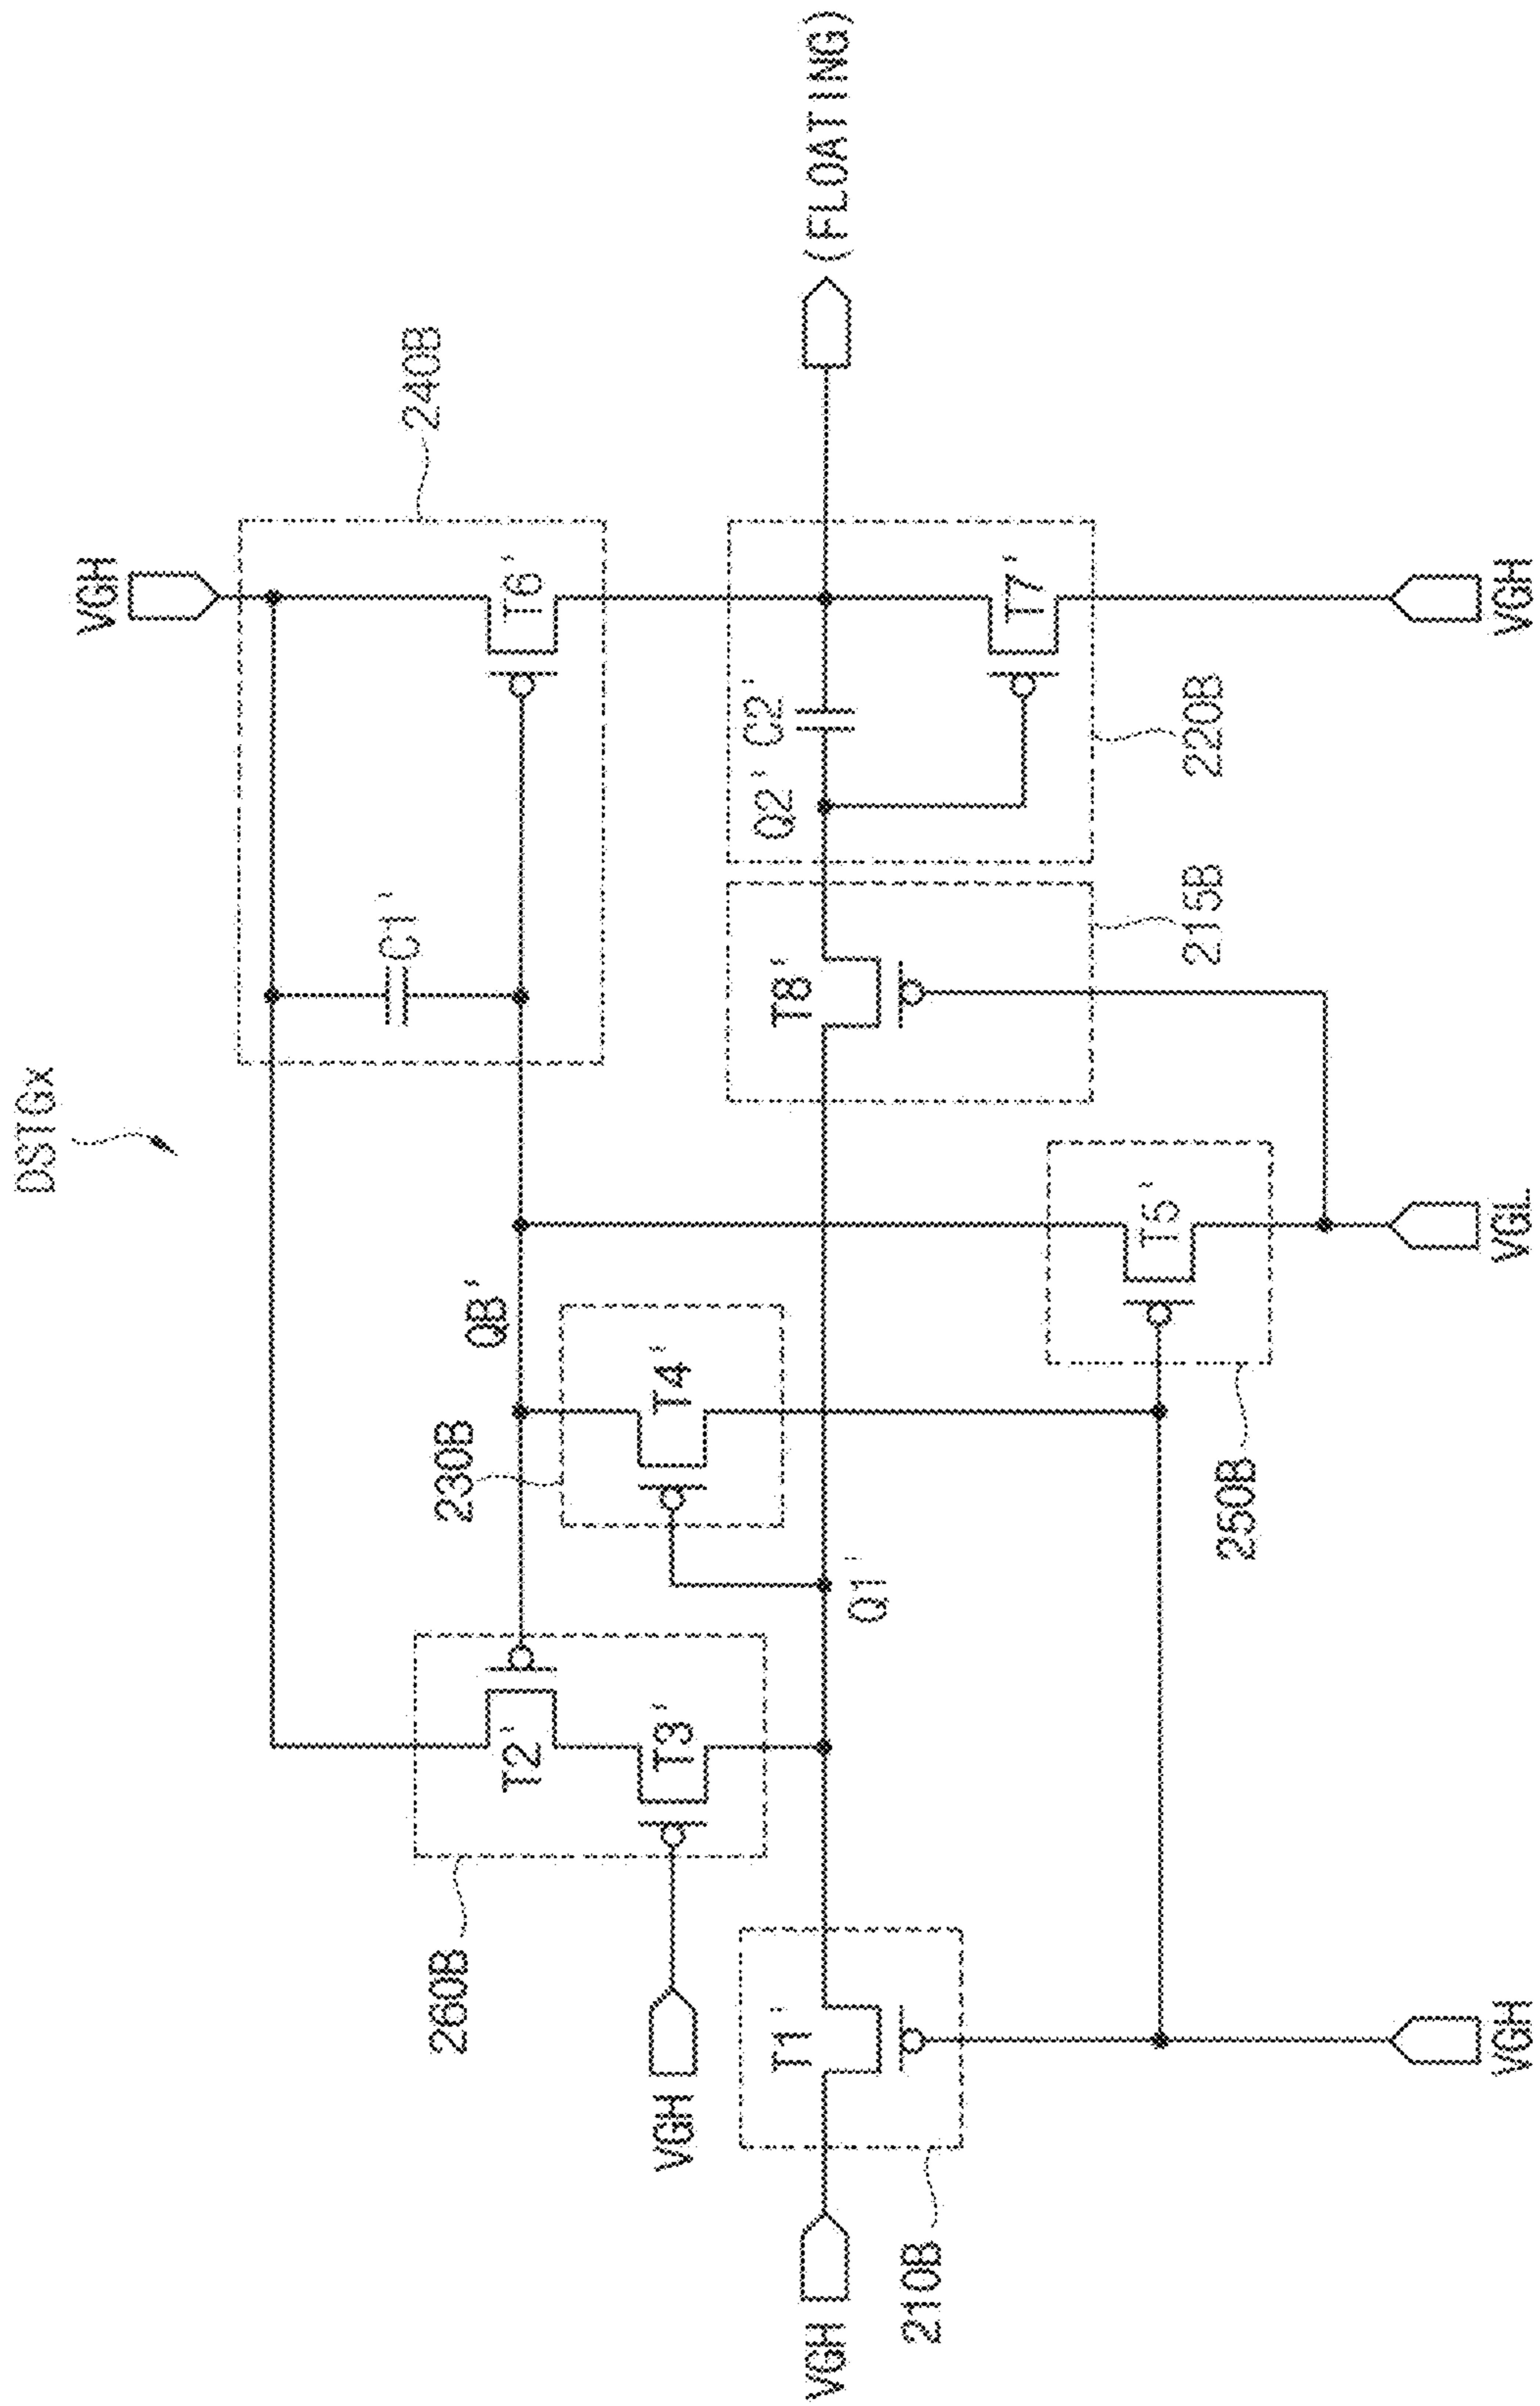 DSTGx
VGH
240B
C1'
T6'
QB'
260B
T2'
T3'
230B
T4'
VGH
Q1'
T8'
Q2'
C2'
(FLOATING)
T7'
VGH
T1'
210B
T5'
250B
215B
220B
VGH
VGL
VGH